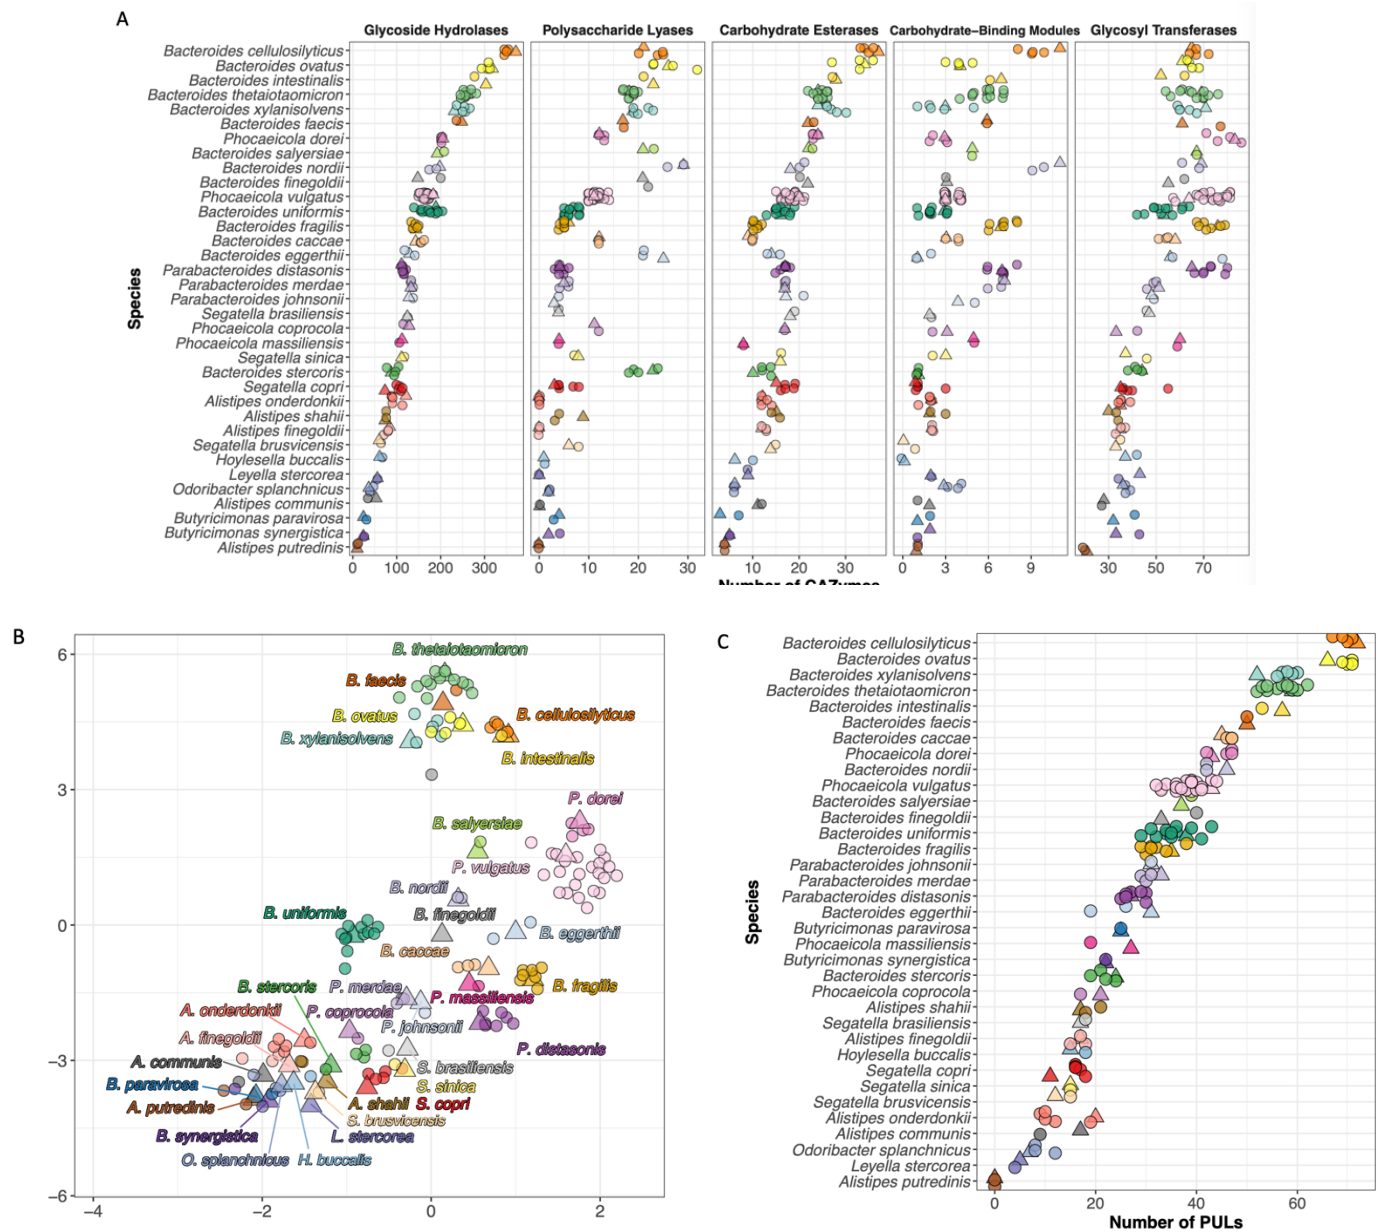 A
Glycoside Hydrolases
Polysaccharide Lyases
Carbohydrate Esterases
Carbohydrate-Binding Modules
Glycosyl Transferases
Species
Bacteroides cellulosilyticus
Bacteroides ovatus
Bacteroides intestinalis
Bacteroides thetaiotaomicron
Bacteroides xylanisolvens
Bacteroides faecis
Phocaeicola dorei
Bacteroides salyersiae
Bacteroides nordii
Bacteroides finegoldii
Phocaeicola vulgatus
Bacteroides uniformis
Bacteroides fragilis
Bacteroides caccae
Bacteroides eggerthii
Parabacteroides distasonis
Parabacteroides merdae
Parabacteroides johnsonii
Segatella brasiliensis
Phocaeicola coprocola
Phocaeicola massiliensis
Segatella sinica
Bacteroides stercoris
Segatella copri
Alistipes onderdonkii
Alistipes shahii
Alistipes finegoldii
Segatella brusvicensis
Hoylesella buccalis
Leyella stercorea
Odoribacter splanchnicus
Alistipes communis
Butyricimonas paravirosa
Butyricimonas synergistica
Alistipes putredinis
0 100 200 300
0 10 20 30
10 20 30
0 3 6 9
30 50 70
Number of CAZymes
B
6
3
0
−3
−6
−4 −2 0 2
B. thetaiotaomicron
B. faecis
B. ovatus
B. cellulosilyticus
B. xylanisolvens
B. intestinalis
P. dorei
B. salyersiae
P. vulgatus
B. nordii
B. uniformis
B. finegoldii
B. eggerthii
B. caccae
B. stercoris
P. merdae
B. fragilis
P. massiliensis
A. onderdonkii
P. coprocola
P. johnsonii
A. finegoldii
P. distasonis
A. communis
S. brasiliensis
B. paravirosa
S. sinica
A. putredinis
A. shahii
S. copri
S. brusvicensis
B. synergistica
L. stercorea
O. splanchnicus
H. buccalis
C
Species
Bacteroides cellulosilyticus
Bacteroides ovatus
Bacteroides xylanisolvens
Bacteroides thetaiotaomicron
Bacteroides intestinalis
Bacteroides faecis
Bacteroides caccae
Phocaeicola dorei
Bacteroides nordii
Phocaeicola vulgatus
Bacteroides salyersiae
Bacteroides finegoldii
Bacteroides uniformis
Bacteroides fragilis
Parabacteroides johnsonii
Parabacteroides merdae
Parabacteroides distasonis
Bacteroides eggerthii
Butyricimonas paravirosa
Phocaeicola massiliensis
Butyricimonas synergistica
Bacteroides stercoris
Phocaeicola coprocola
Alistipes shahii
Segatella brasiliensis
Alistipes finegoldii
Hoylesella buccalis
Segatella copri
Segatella sinica
Segatella brusvicensis
Alistipes onderdonkii
Alistipes communis
Odoribacter splanchnicus
Leyella stercorea
Alistipes putredinis
0 20 40 60
Number of PULs